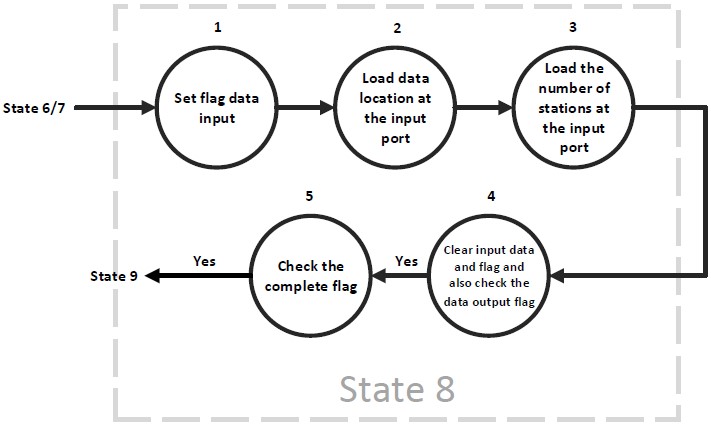 1
2
3
State 6/7
Set flag data
input
Load data
location at
the input
port
Load the
number of
stations at
the input
port
5
4
State 9
Yes
Check the
complete flag
Yes
Clear input data
and flag and
also check the
data output flag
State 8